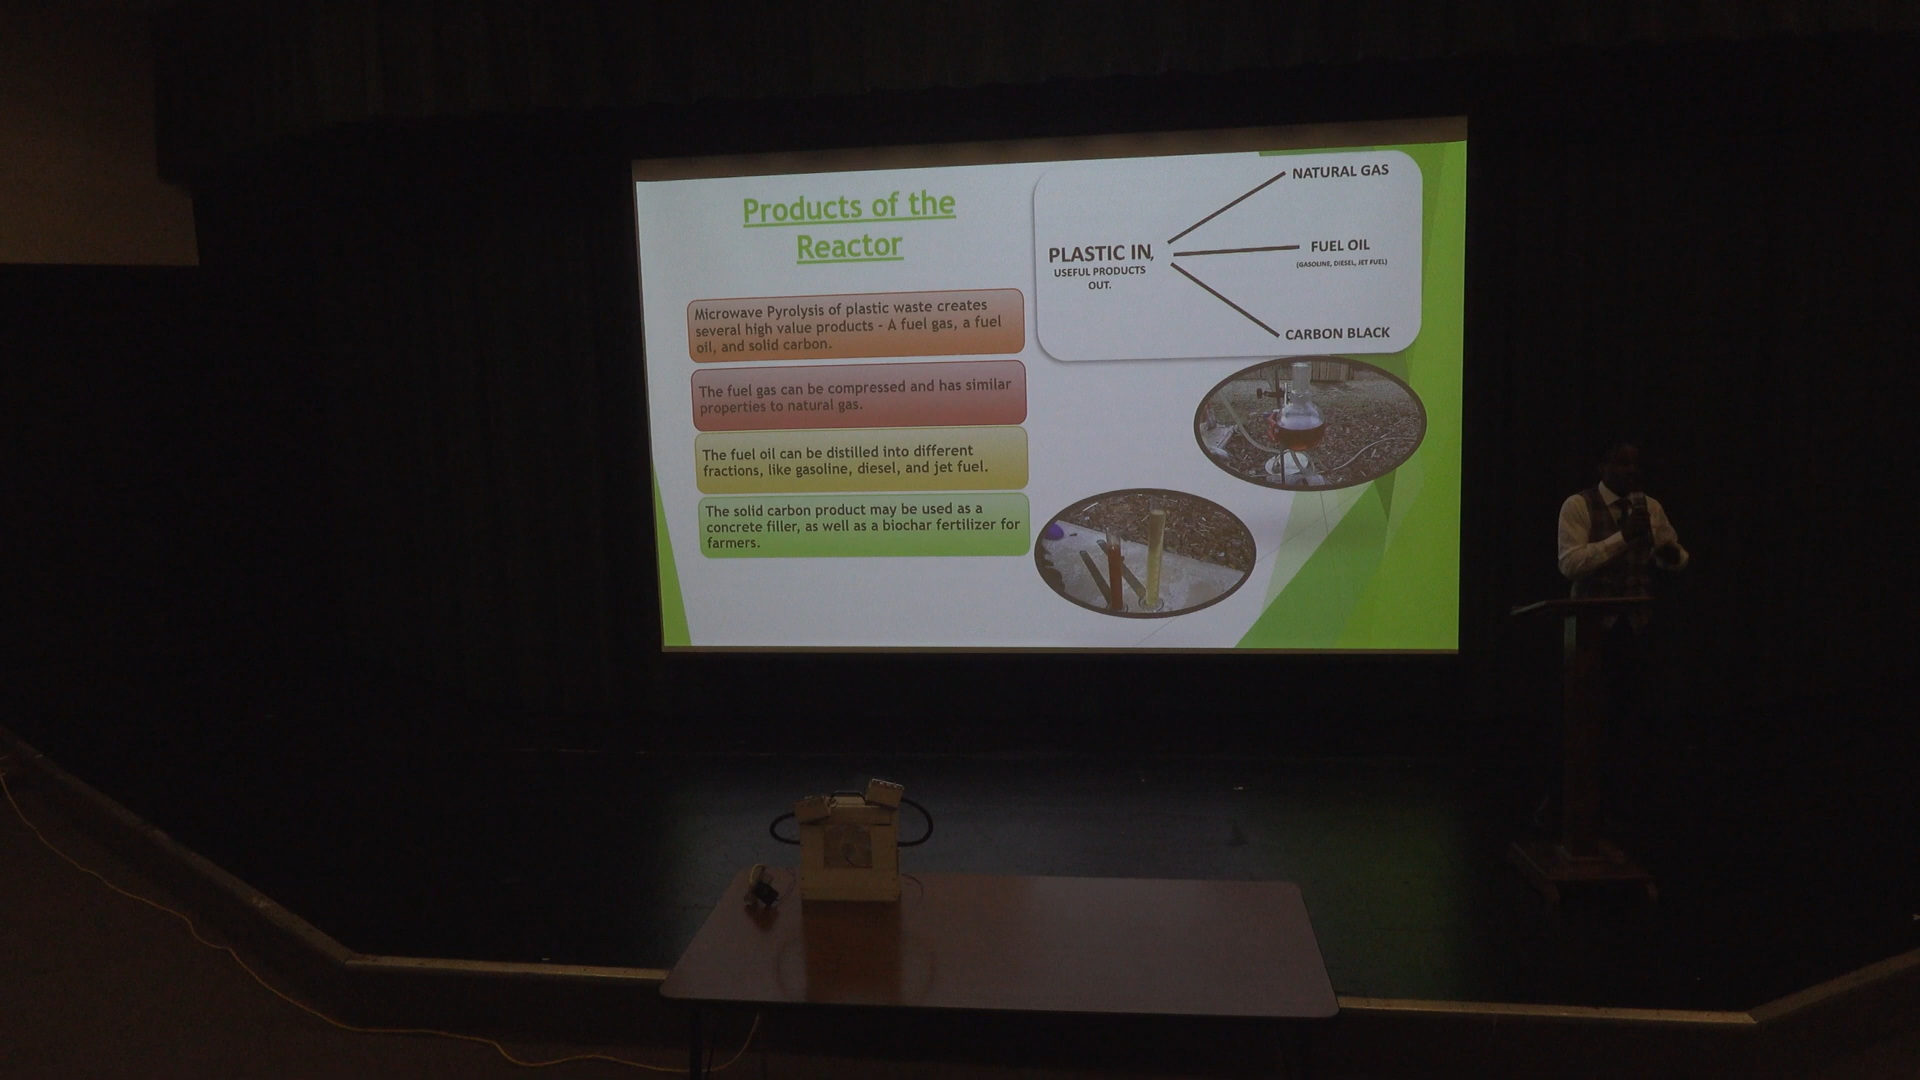 Products of the
Reactor
Microwave Pyrolysis of plastic waste creates
several high value products - A fuel gas, a fuel
oil, and solid carbon.
The fuel gas can be compressed and has similar
properties to natural gas.
The fuel oil can be distilled into different
fractions, like gasoline, diesel, and jet fuel.
The solid carbon product may be used as a
concrete filler, as well as a biochar fertilizer for
farmers.
PLASTIC IN,
USEFUL PRODUCTS
OUT.
NATURAL GAS
FUEL OIL
(GASOLINE, DIESEL, JET FUEL)
CARBON BLACK